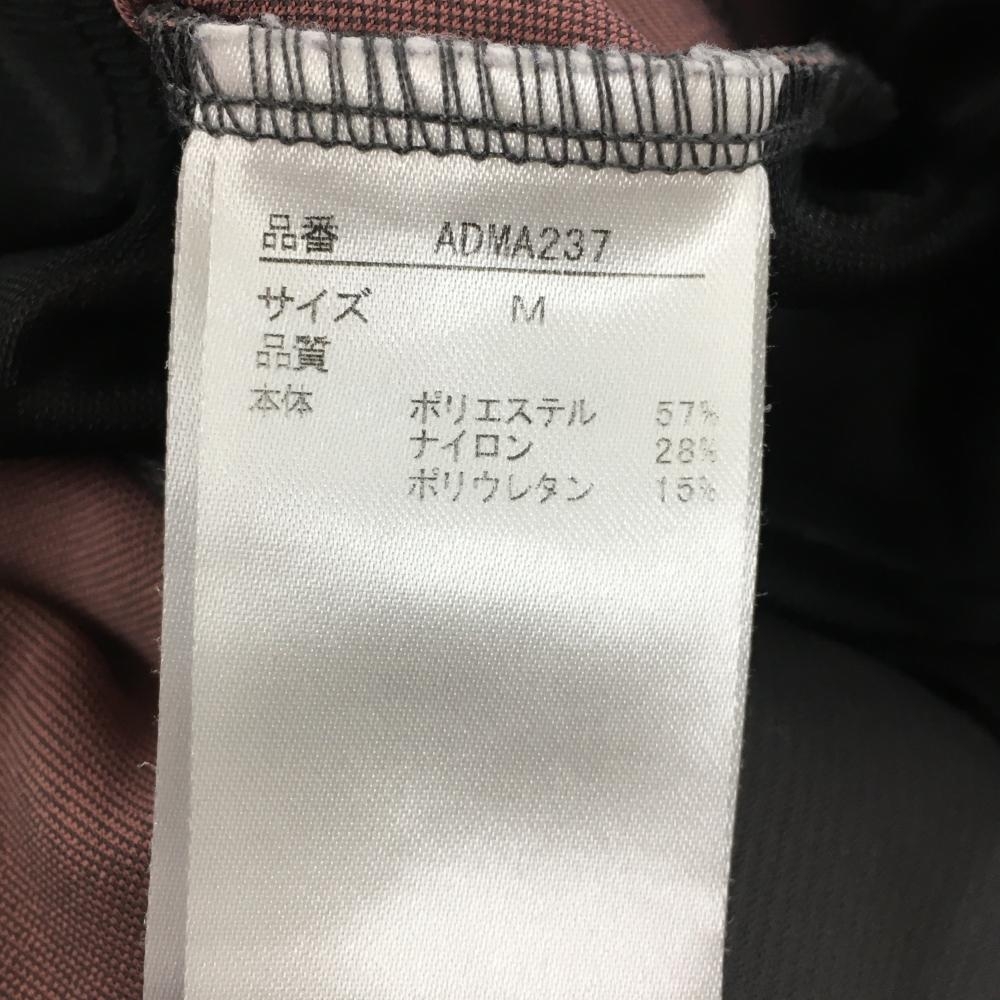 品番 ADMA237
サイズ M
品質
本体 ポリエステル 57%
ナイロン 28%
ポリウレタン 15%